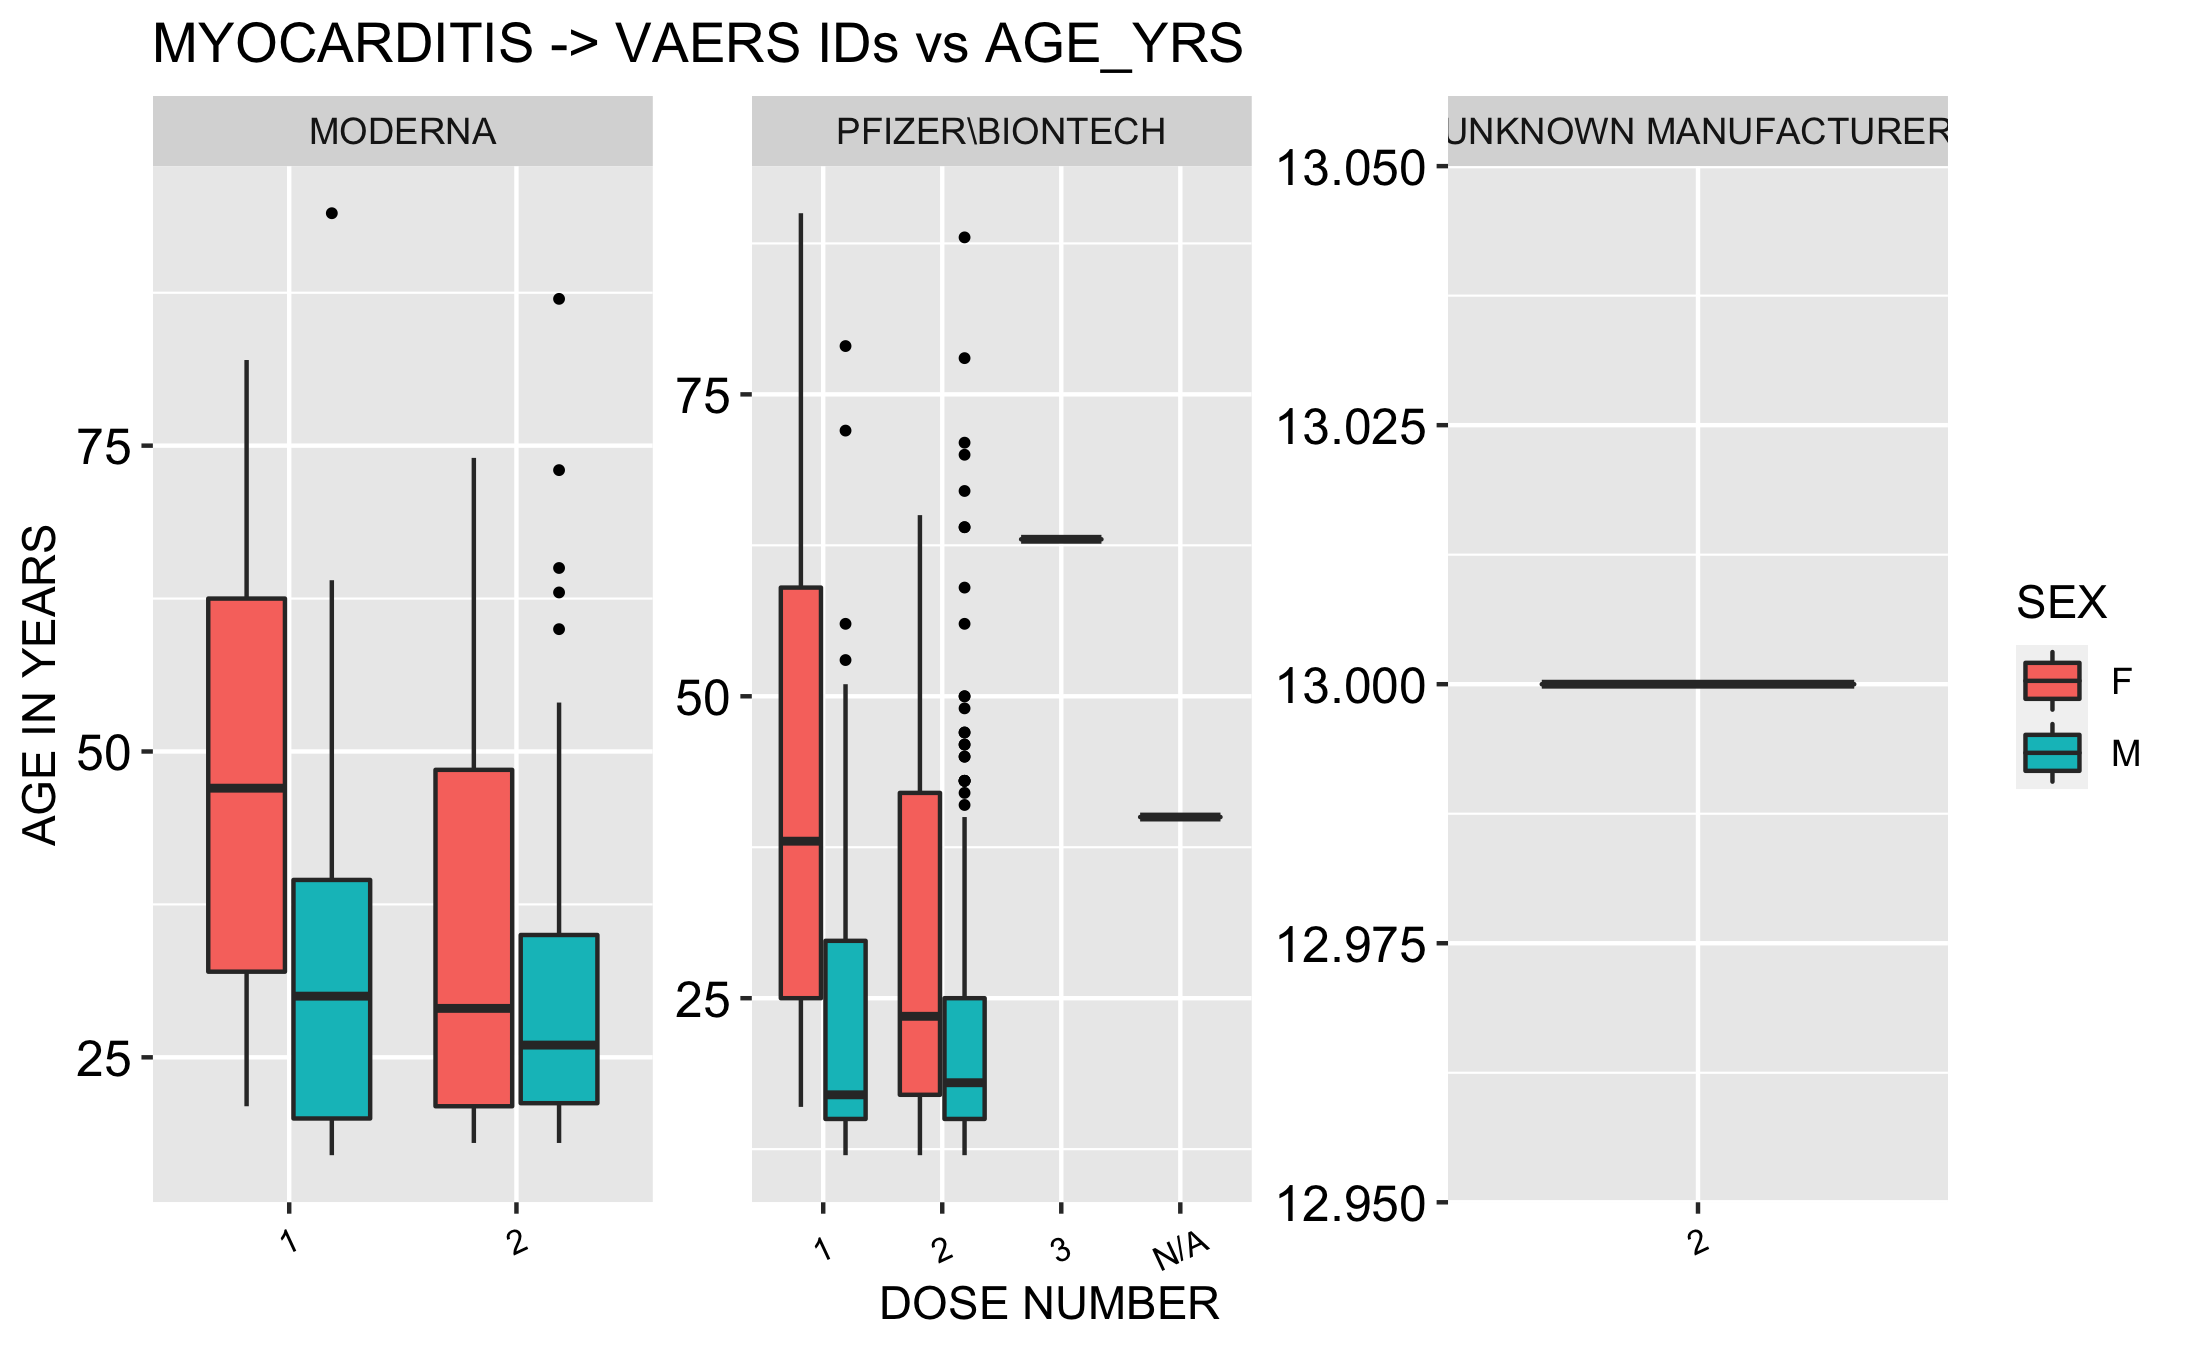 MYOCARDITIS -> VAERS IDs vs AGE_YRS
MODERNA
PFIZER\BIONTECH
UNKNOWN MANUFACTURER
AGE IN YEARS
75
50
25
75
50
25
13.050
13.025
13.000
12.975
12.950
1
2
1
2
3
N/A
2
DOSE NUMBER
SEX
F
M